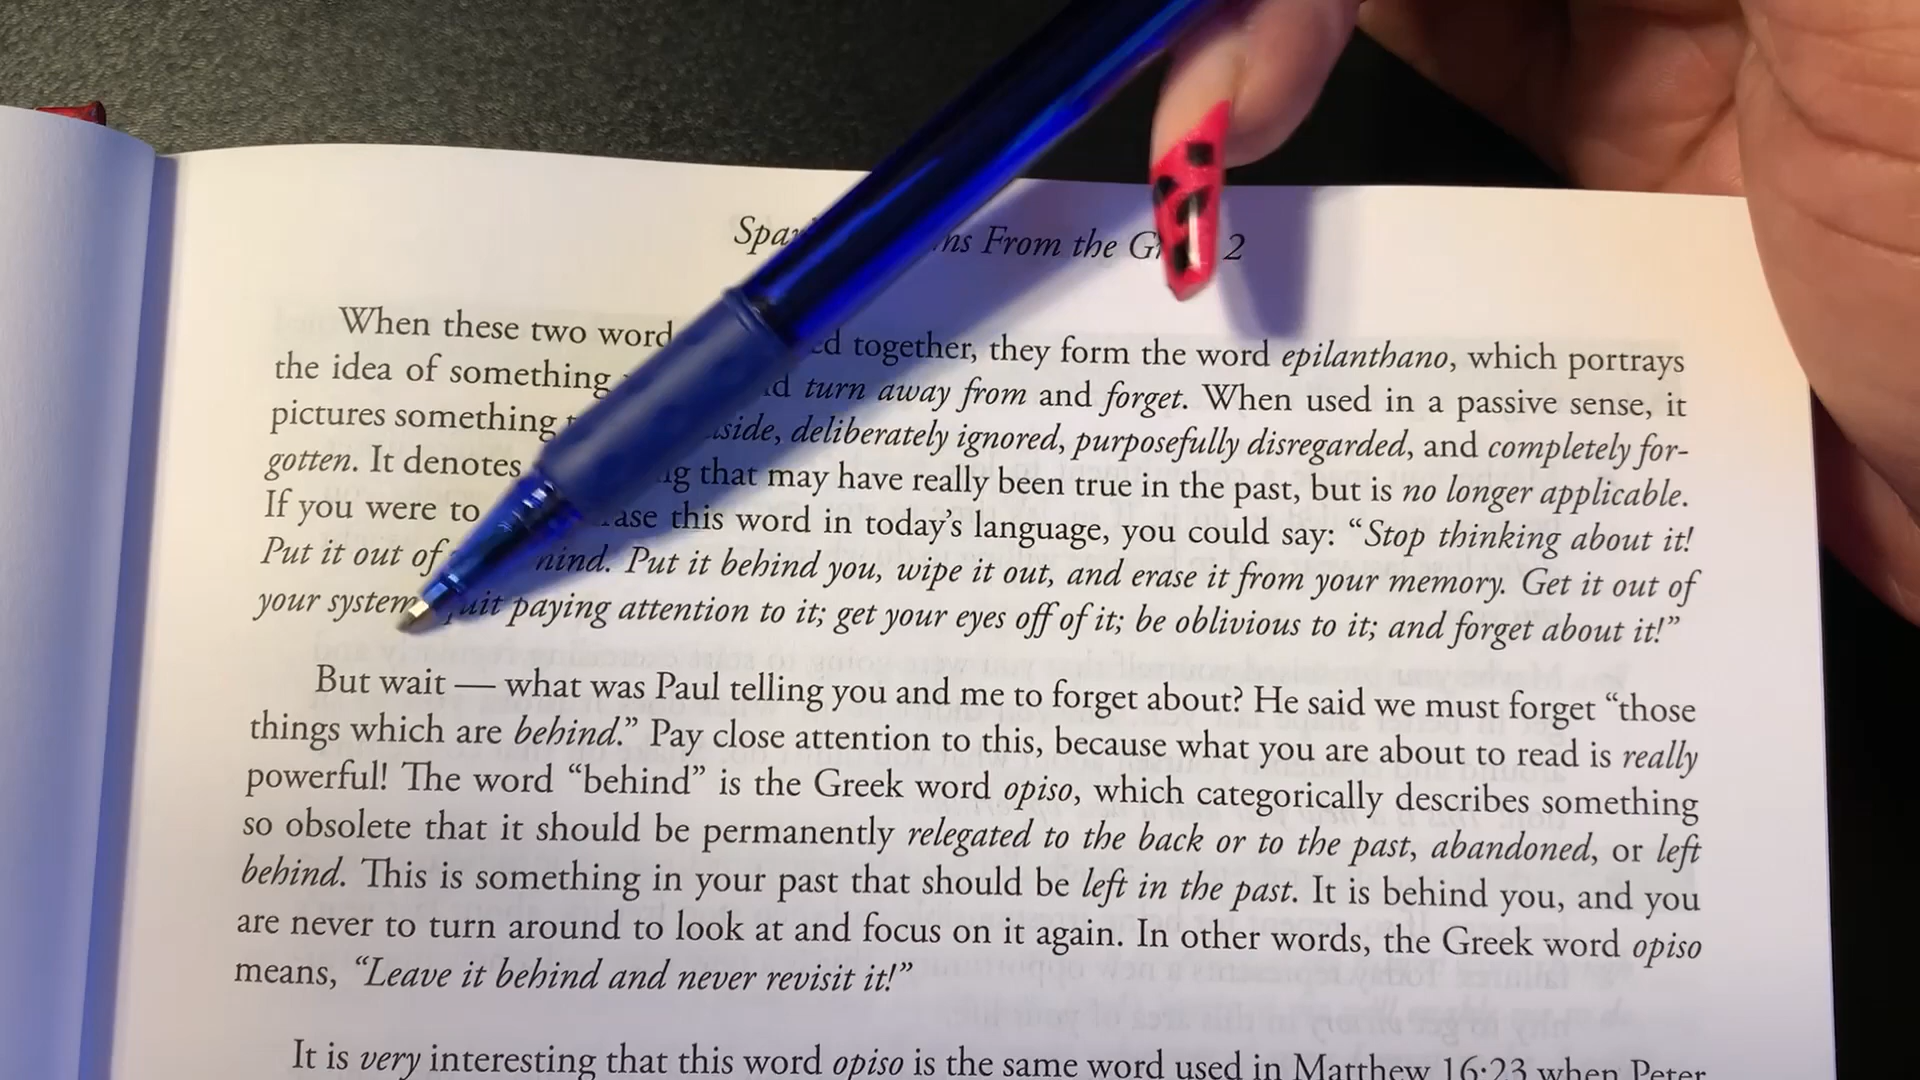 From the 2
When these two together, they form the word epilanthano, which portrays
the idea of something turn away from and forget. When used in a passive sense, it
pictures something deliberately ignored, purposefully disregarded, and completely for-
gotten. It denotes that may have really been true in the past, but is no longer applicable.
If you were to this word in today’s language, you could say: “Stop thinking about it!
Put it out of mind. Put it behind you, wipe it out, and erase it from your memory. Get it out of
your system paying attention to it; get your eyes off of it; be oblivious to it; and forget about it!”
But wait — what was Paul telling you and me to forget about? He said we must forget “those
things which are behind.” Pay close attention to this, because what you are about to read is really
powerful! The word “behind” is the Greek word opiso, which categorically describes something
so obsolete that it should be permanently relegated to the back or to the past, abandoned, or left
behind. This is something in your past that should be left in the past. It is behind you, and you
are never to turn around to look at and focus on it again. In other words, the Greek word opiso
means, “Leave it behind and never revisit it!”
It is very interesting that this word opiso is the same word used in Matthew 16:23 when Peter